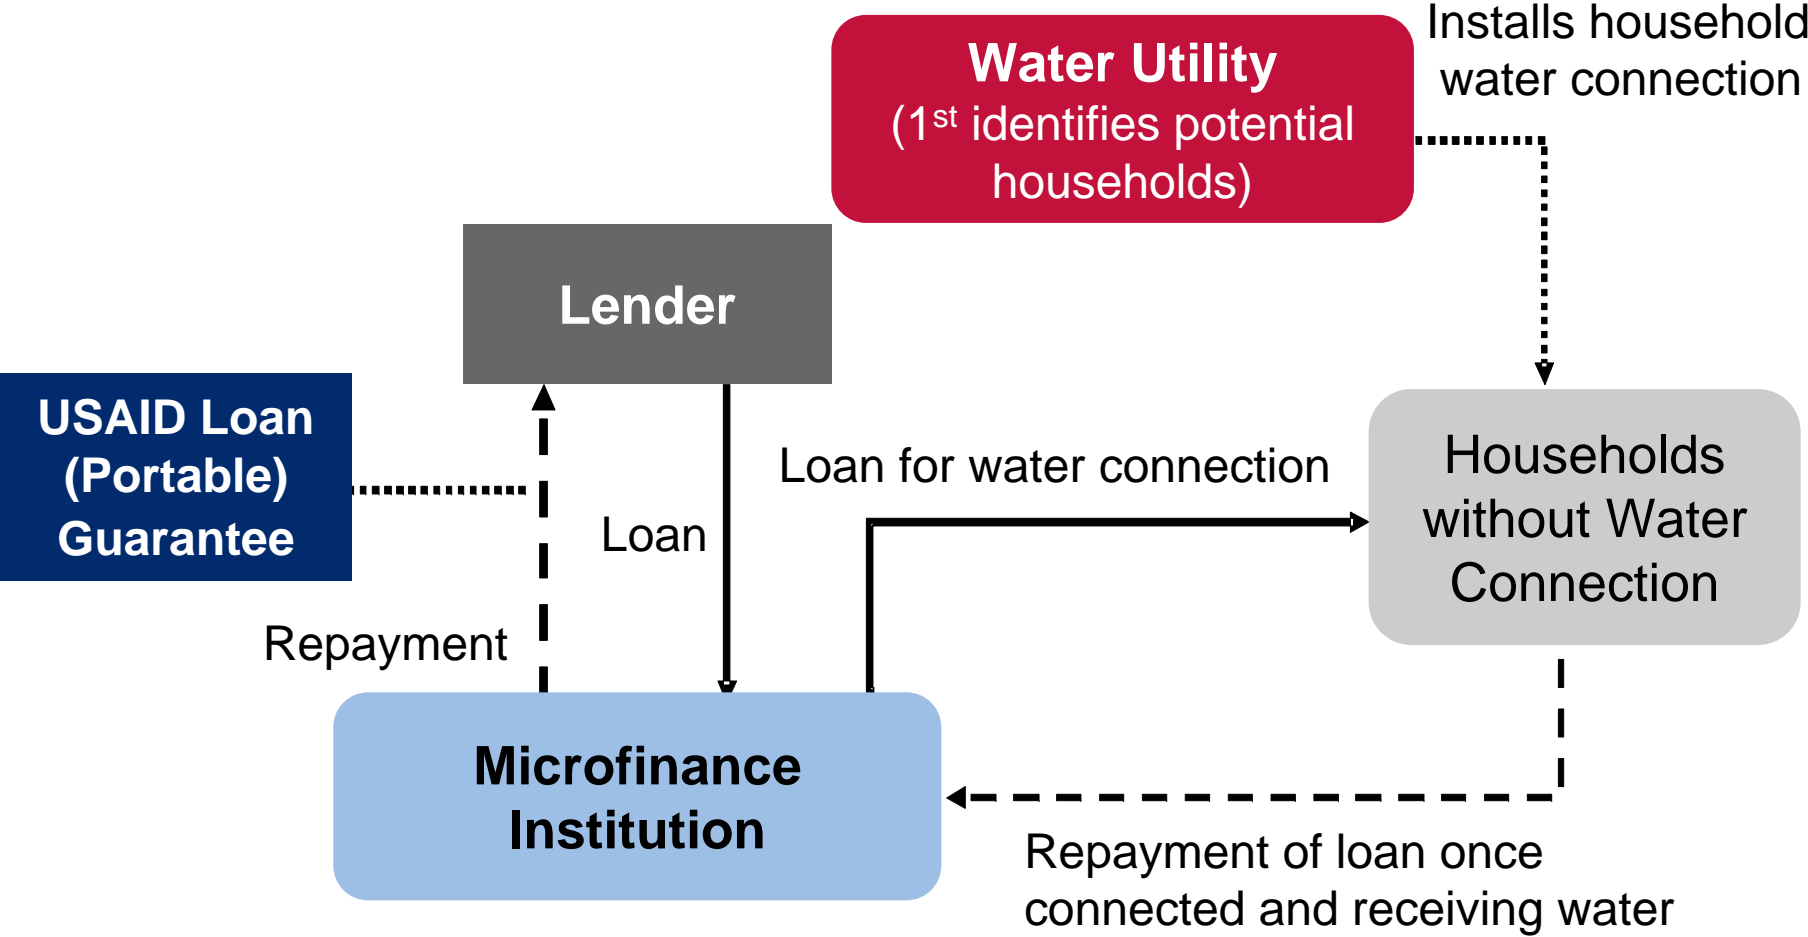 Installs household
water connection
Water Utility
(1st identifies potential
households)
Lender
USAID Loan
(Portable)
Guarantee
Loan for water connection
Households
without Water
Connection
Loan
Repayment
Microfinance
Institution
Repayment of loan once
connected and receiving water